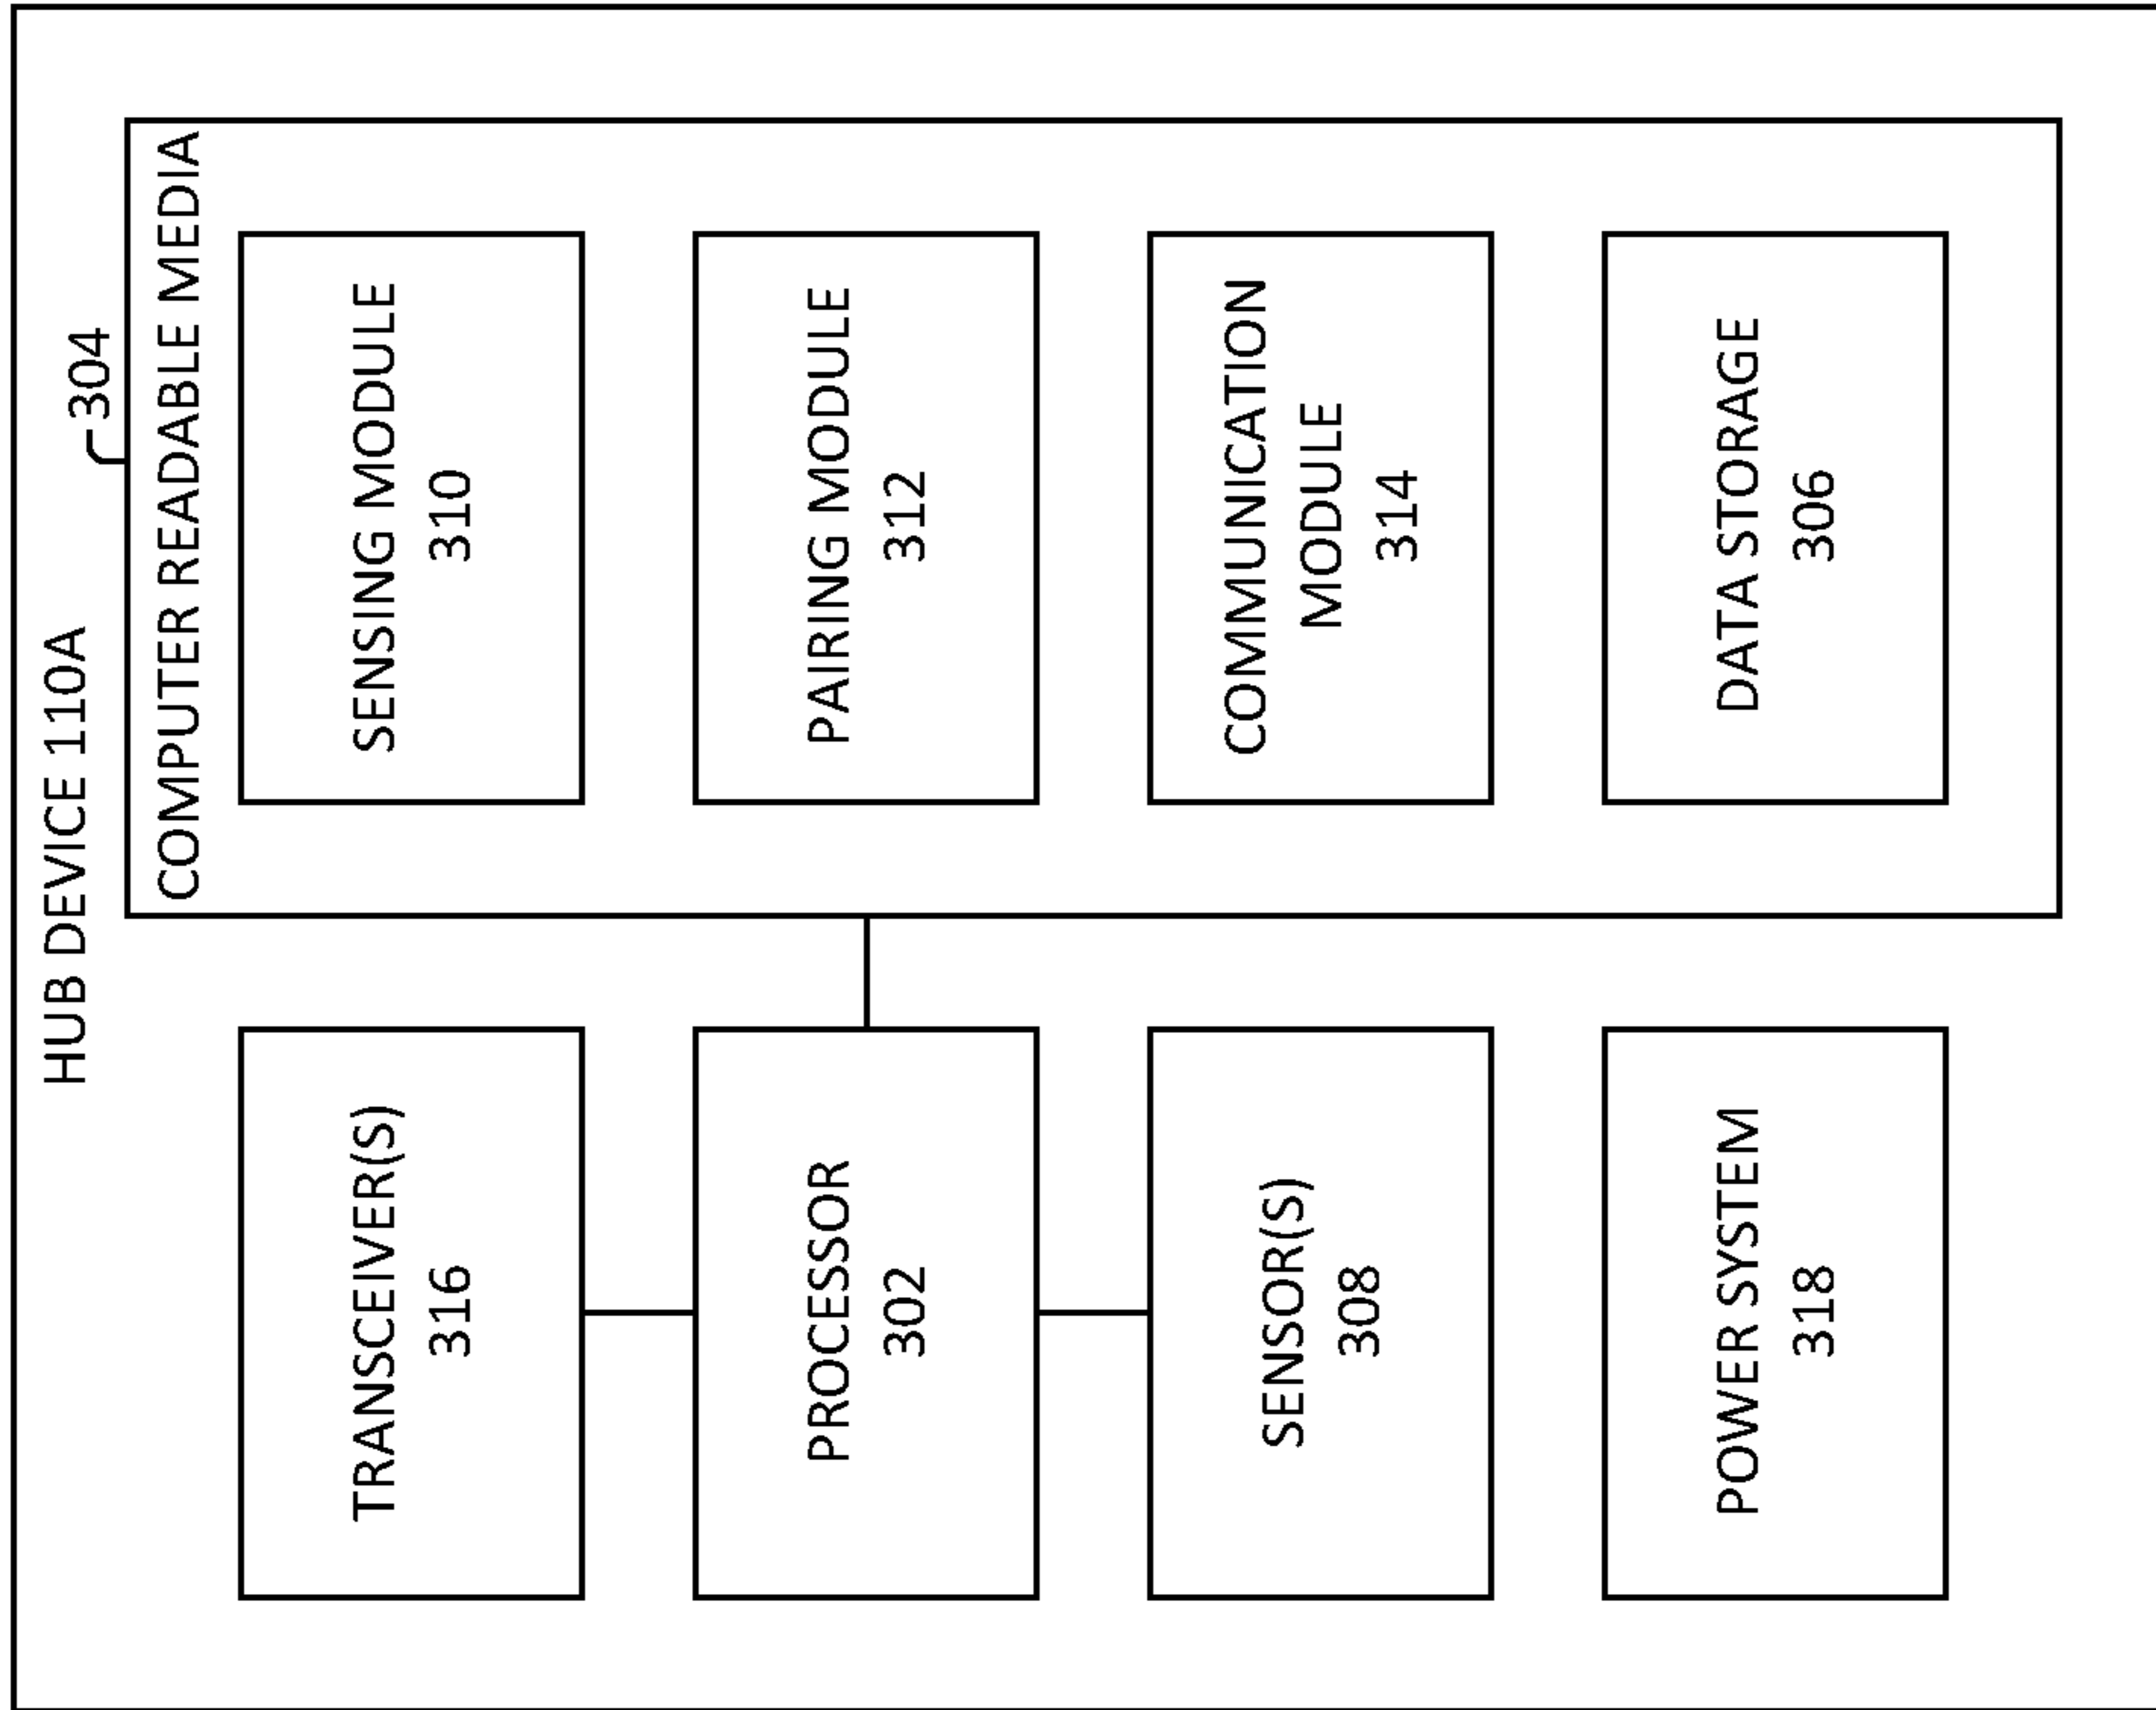 HUB DEVICE 110A
304
COMPUTER READABLE MEDIA
TRANSCEIVER(S)
316
PROCESSOR
302
SENSOR(S)
308
POWER SYSTEM
318
SENSING MODULE
310
PAIRING MODULE
312
COMMUNICATION
MODULE
314
DATA STORAGE
306